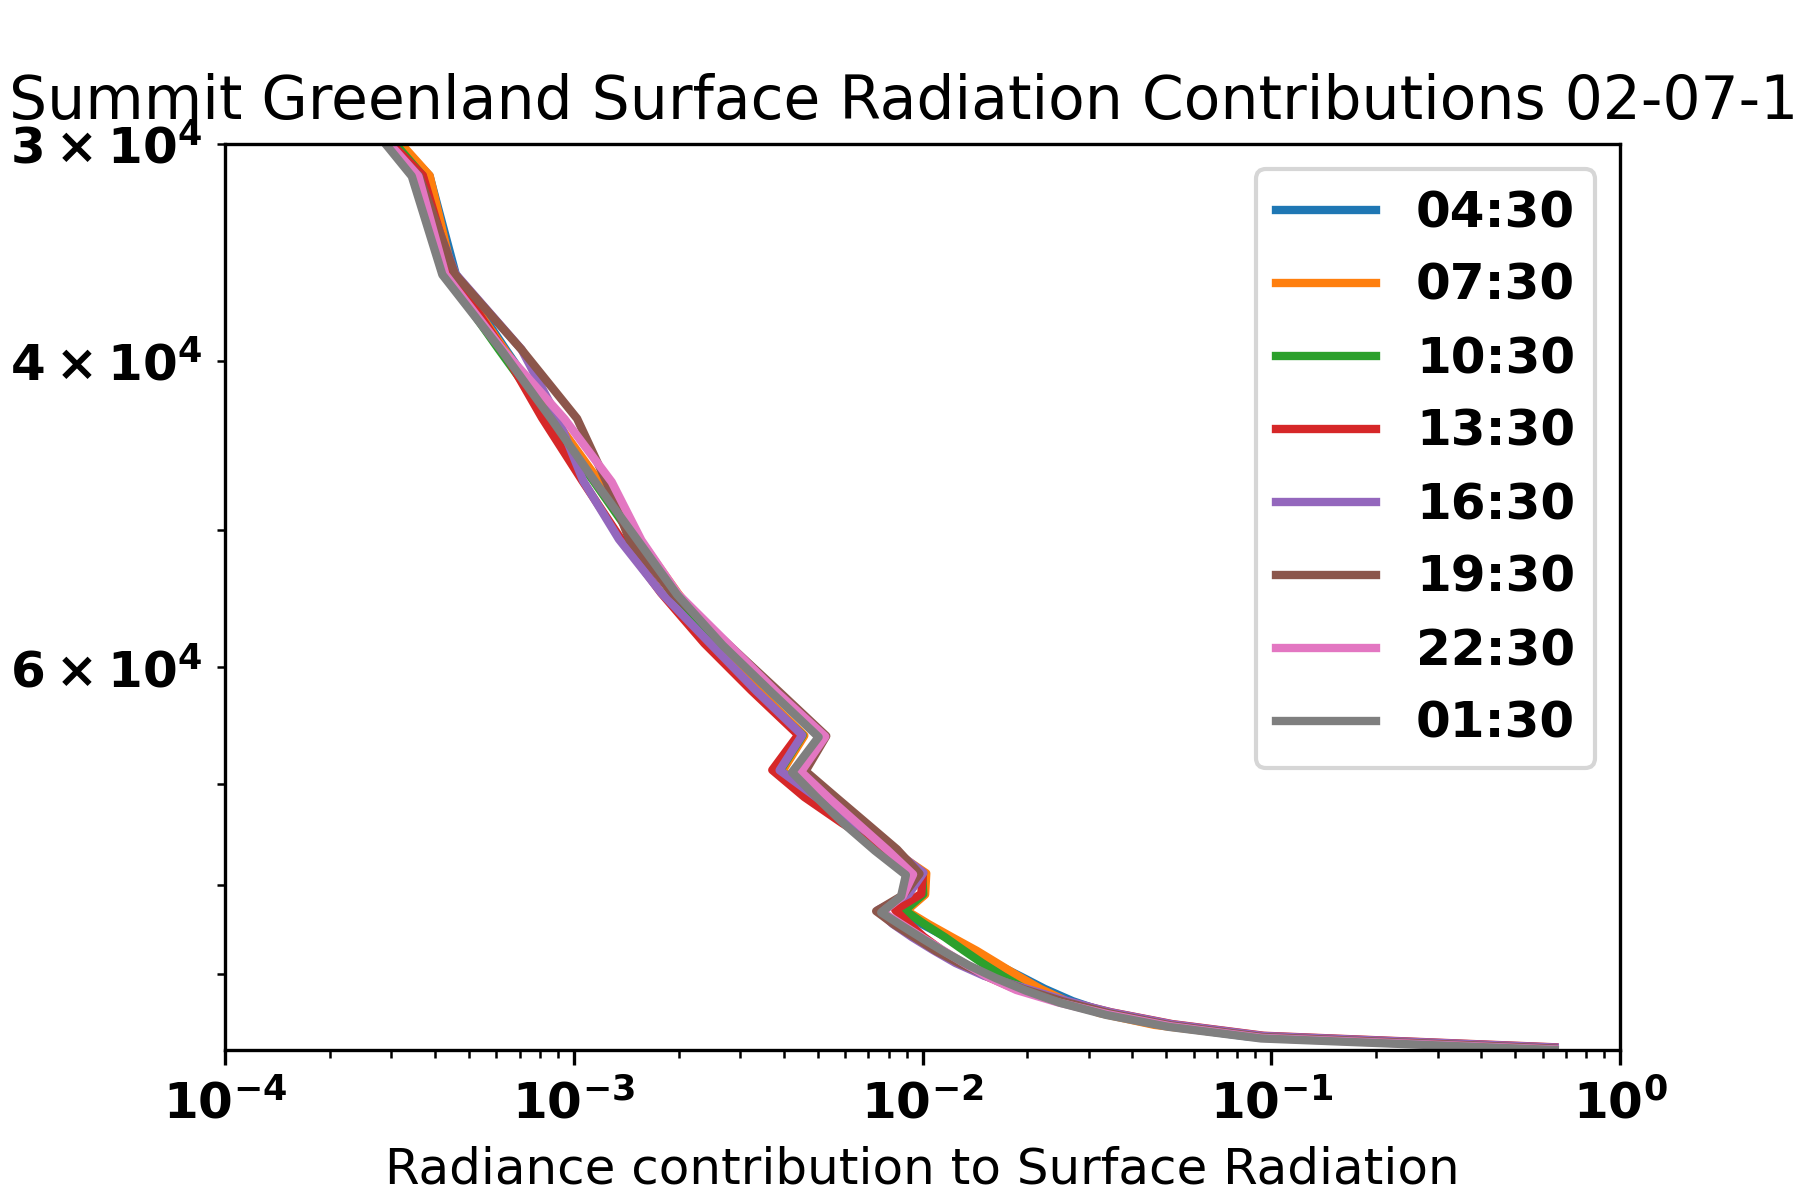 Summit Greenland Surface Radiation Contributions 02-07-1
3 × 10⁴
4 × 10⁴
6 × 10⁴
04:30
07:30
10:30
13:30
16:30
19:30
22:30
01:30
10⁻⁴ 10⁻³ 10⁻² 10⁻¹ 10⁰
Radiance contribution to Surface Radiation